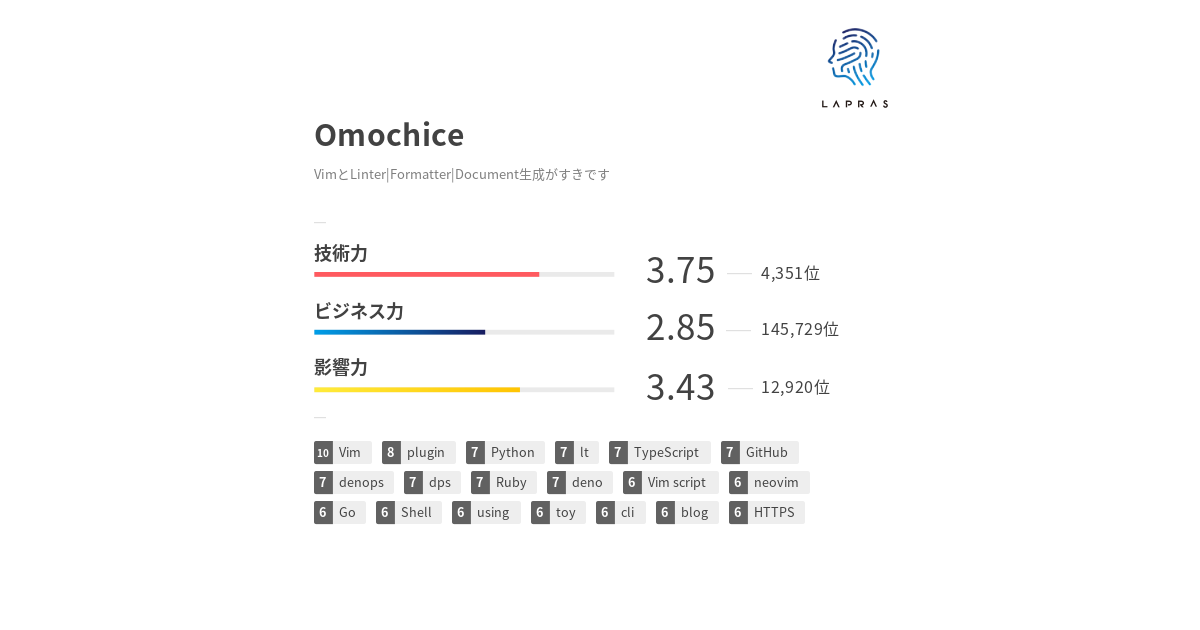 LAPRAS
Omochice
VimとLinter|Formatter|Document生成がすきです
技術力
3.75 4,351位
ビジネス力
2.85 145,729位
影響力
3.43 12,920位
10 Vim 8 plugin 7 Python 7 lt 7 TypeScript 7 GitHub
7 denops 7 dps 7 Ruby 7 deno 6 Vim script 6 neovim
6 Go 6 Shell 6 using 6 toy 6 cli 6 blog 6 HTTPS